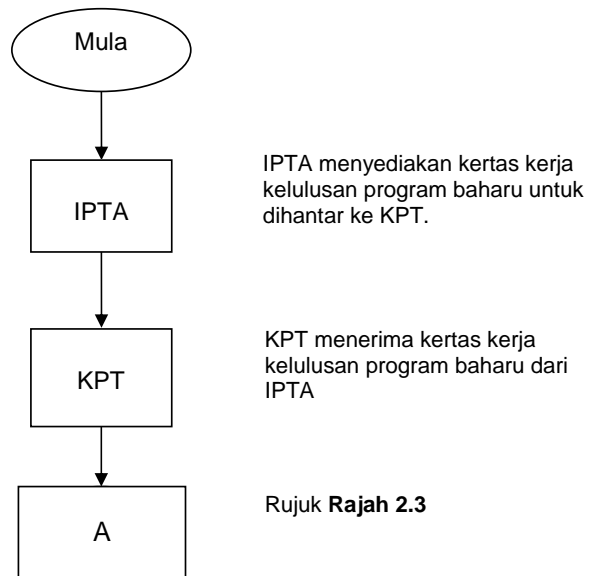 Mula
IPTA
IPTA menyediakan kertas kerja
kelulusan program baharu untuk
dihantar ke KPT.
KPT
KPT menerima kertas kerja
kelulusan program baharu dari
IPTA
A
Rujuk Rajah 2.3